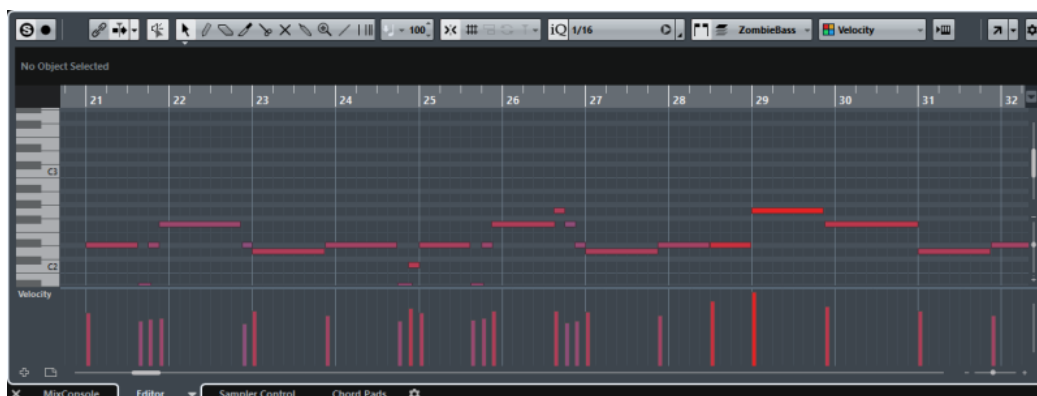 S 100 iQ 1/16 ZombieBass Velocity
No Object Selected
21 22 23 24 25 26 27 28 29 30 31 32
C3
C2
Velocity
MixConsole Editor Sampler Control Chord Pads